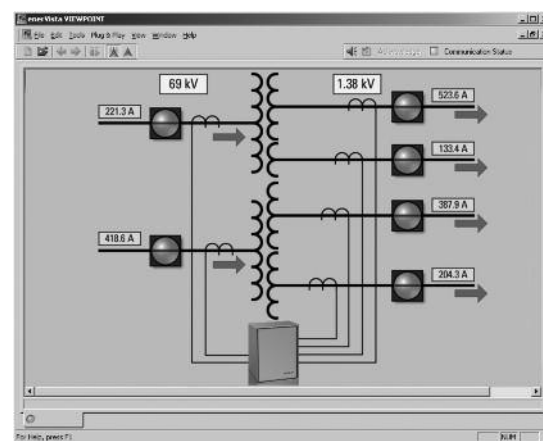 enerVista VIEWPOINT
File Edit Tools Plug & Play View Window Help
Acknowledge Communication Status
69 kV 1.38 kV
221.3 A
523.6 A
133.4 A
387.9 A
418.6 A
204.3 A
For Help, press F1
NUM